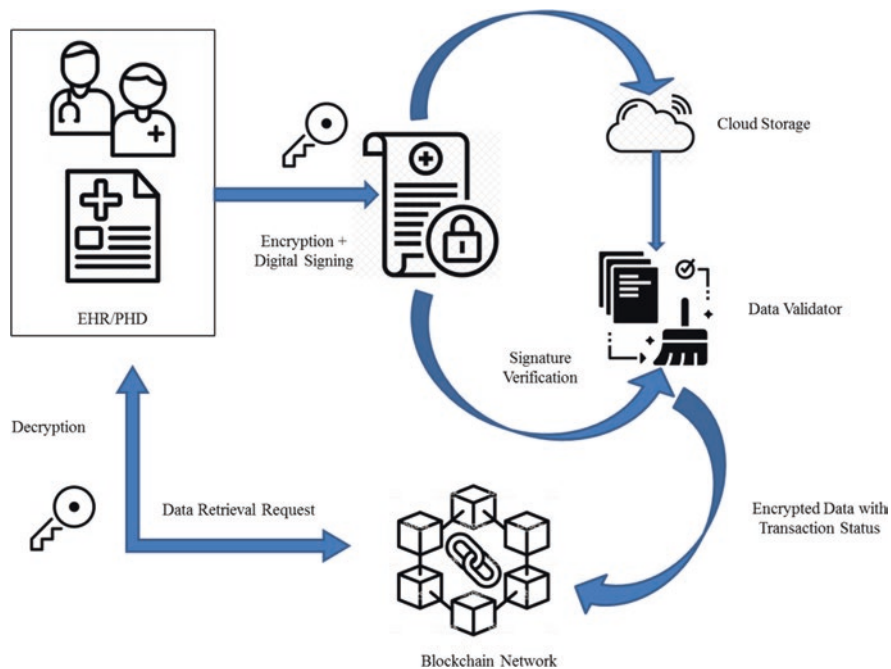 Cloud Storage
Encryption +
Digital Signing
EHR/PHD
Data Validator
Signature
Verification
Decryption
Data Retrieval Request
Encrypted Data with
Transaction Status
Blockchain Network